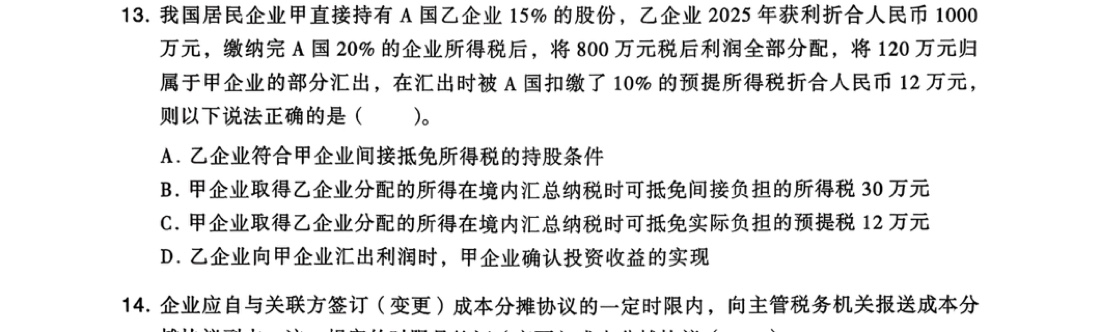 13. 我国居民企业甲直接持有 A 国乙企业 15% 的股份，乙企业 2025 年获利折合人民币 1000
万元，缴纳完 A 国 20% 的企业所得税后，将 800 万元税后利润全部分配，将 120 万元归
属于甲企业的部分汇出，在汇出时被 A 国扣缴了 10% 的预提所得税折合人民币 12 万元，
则以下说法正确的是（　　）。
A. 乙企业符合甲企业间接抵免所得税的持股条件
B. 甲企业取得乙企业分配的所得在境内汇总纳税时可抵免间接负担的所得税 30 万元
C. 甲企业取得乙企业分配的所得在境内汇总纳税时可抵免实际负担的预提税 12 万元
D. 乙企业向甲企业汇出利润时，甲企业确认投资收益的实现
14. 企业应自与关联方签订（变更）成本分摊协议的一定时限内，向主管税务机关报送成本分